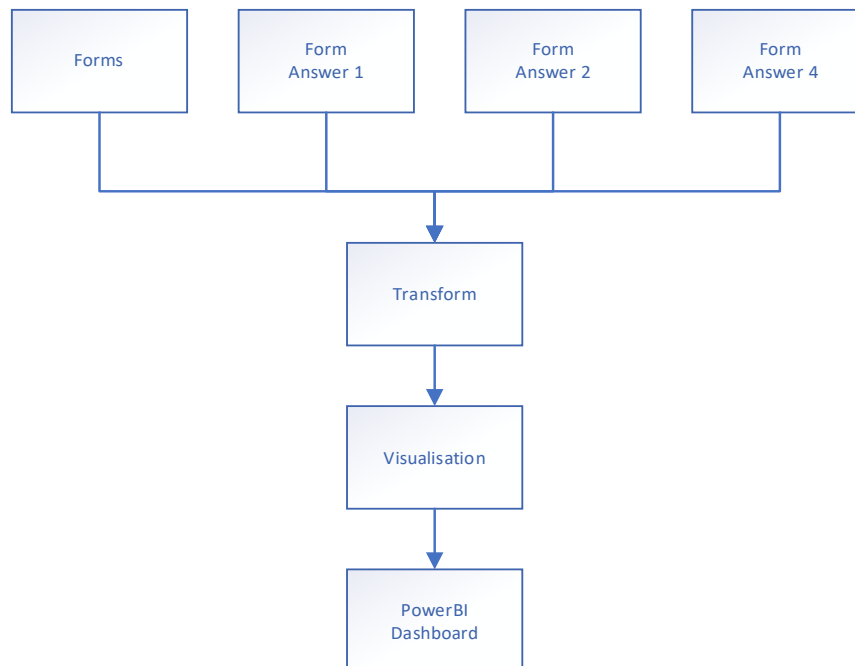 Forms
Form
Answer 1
Form
Answer 2
Form
Answer 4
Transform
Visualisation
PowerBI
Dashboard